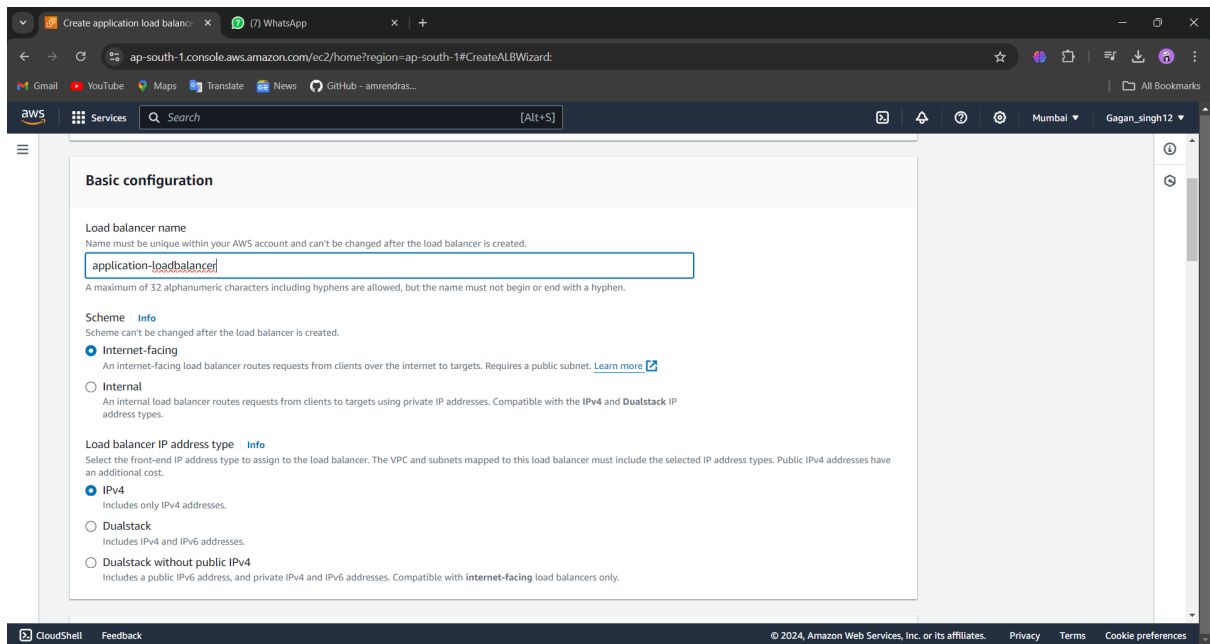 Create application load balance
(7) WhatsApp
ap-south-1.console.aws.amazon.com/ec2/home?region=ap-south-1#CreateALBWizard:
Gmail YouTube Maps Translate News GitHub - amrendras... All Bookmarks
aws Services Search [Alt+S] Mumbai Gagan_singh12
Basic configuration
Load balancer name
Name must be unique within your AWS account and can't be changed after the load balancer is created.
application-loadbalancer
A maximum of 32 alphanumeric characters including hyphens are allowed, but the name must not begin or end with a hyphen.
Scheme Info
Scheme can't be changed after the load balancer is created.
Internet-facing
An internet-facing load balancer routes requests from clients over the internet to targets. Requires a public subnet. Learn more
Internal
An internal load balancer routes requests from clients to targets using private IP addresses. Compatible with the IPv4 and Dualstack IP
address types.
Load balancer IP address type Info
Select the front-end IP address type to assign to the load balancer. The VPC and subnets mapped to this load balancer must include the selected IP address types. Public IPv4 addresses have
an additional cost.
IPv4
Includes only IPv4 addresses.
Dualstack
Includes IPv4 and IPv6 addresses.
Dualstack without public IPv4
Includes a public IPv6 address, and private IPv4 and IPv6 addresses. Compatible with internet-facing load balancers only.
CloudShell Feedback © 2024, Amazon Web Services, Inc. or its affiliates. Privacy Terms Cookie preferences